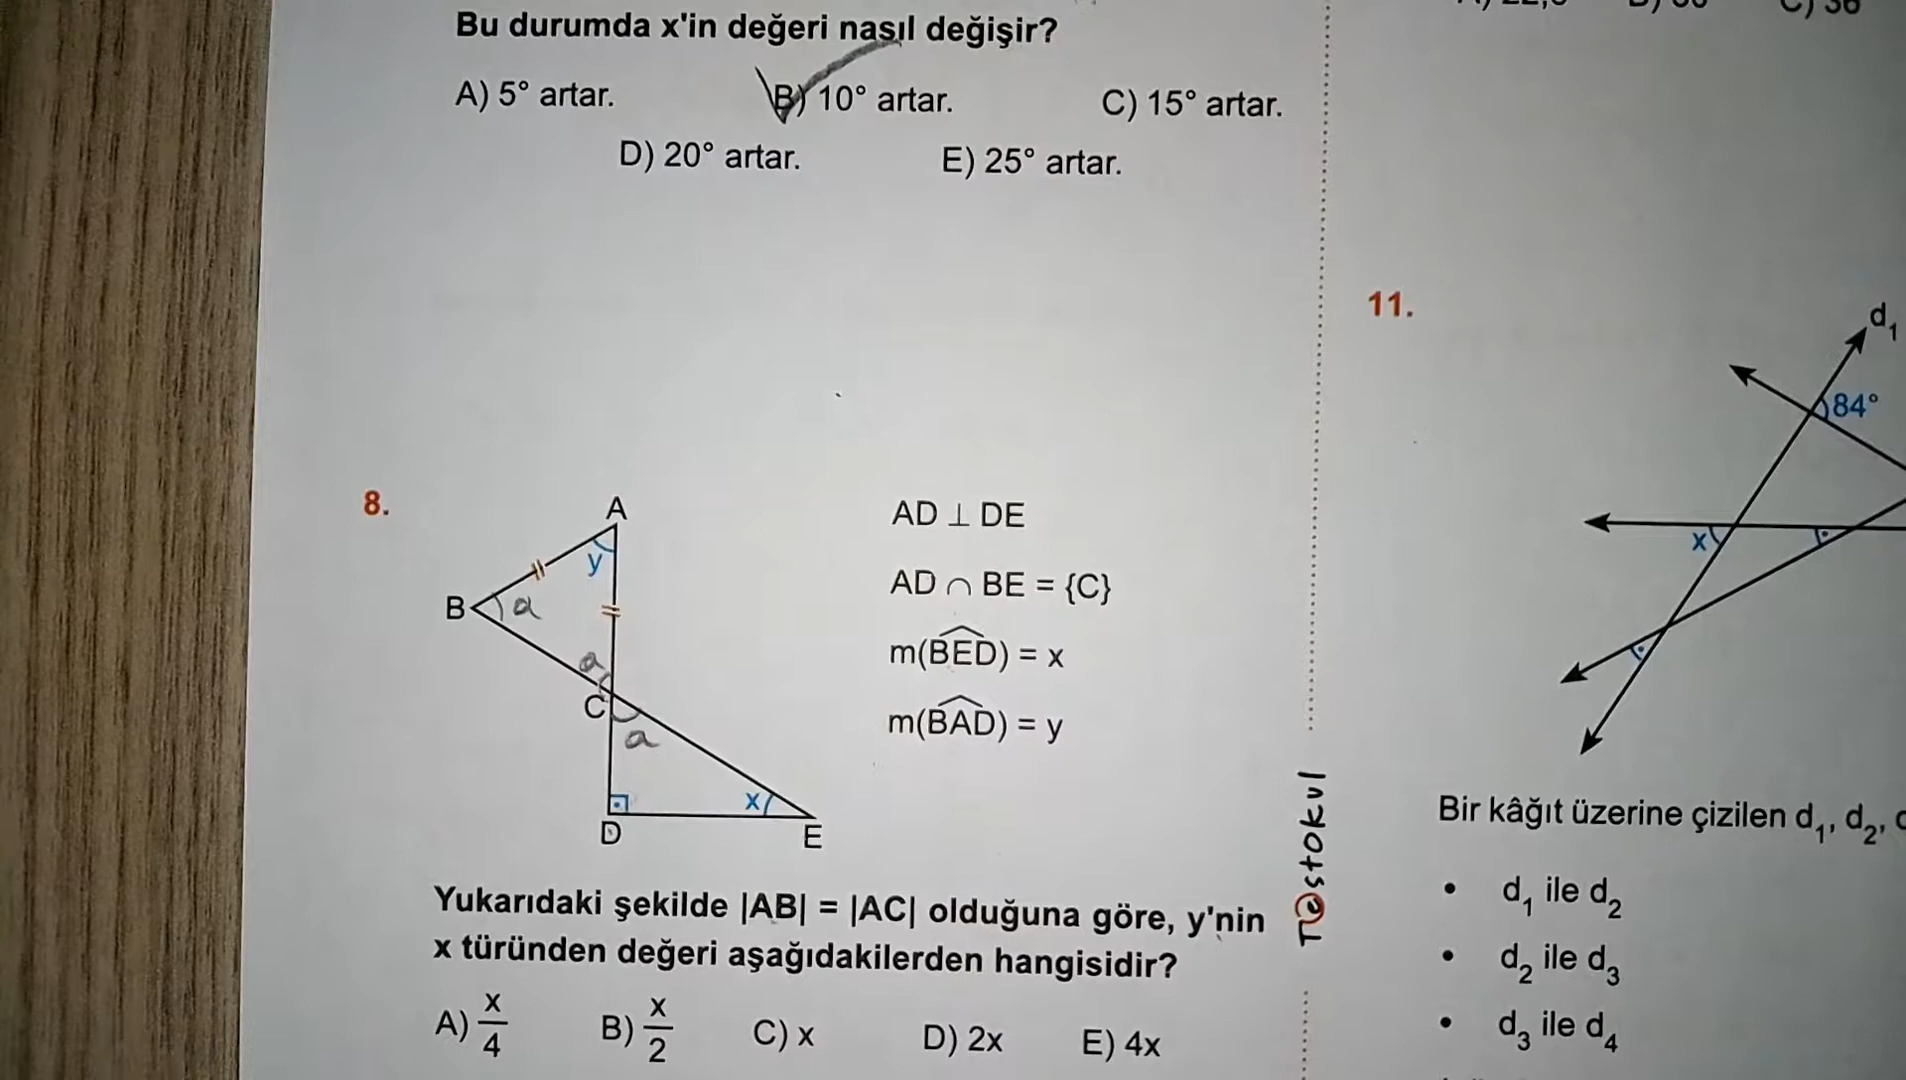 Bu durumda x'in değeri nasıl değişir?
A) 5° artar.
B) 10° artar.
C) 15° artar.
D) 20° artar.
E) 25° artar.
8.
A
y
B
a
a
C
a
x
D
E
AD ⊥ DE
AD ∩ BE = {C}
m(BED) = x
m(BAD) = y
Yukarıdaki şekilde |AB| = |AC| olduğuna göre, y'nin
x türünden değeri aşağıdakilerden hangisidir?
A) x/4
B) x/2
C) x
D) 2x
E) 4x
Testokul
11.
d₁
84°
x
Bir kâğıt üzerine çizilen d₁, d₂,
• d₁ ile d₂
• d₂ ile d₃
• d₃ ile d₄